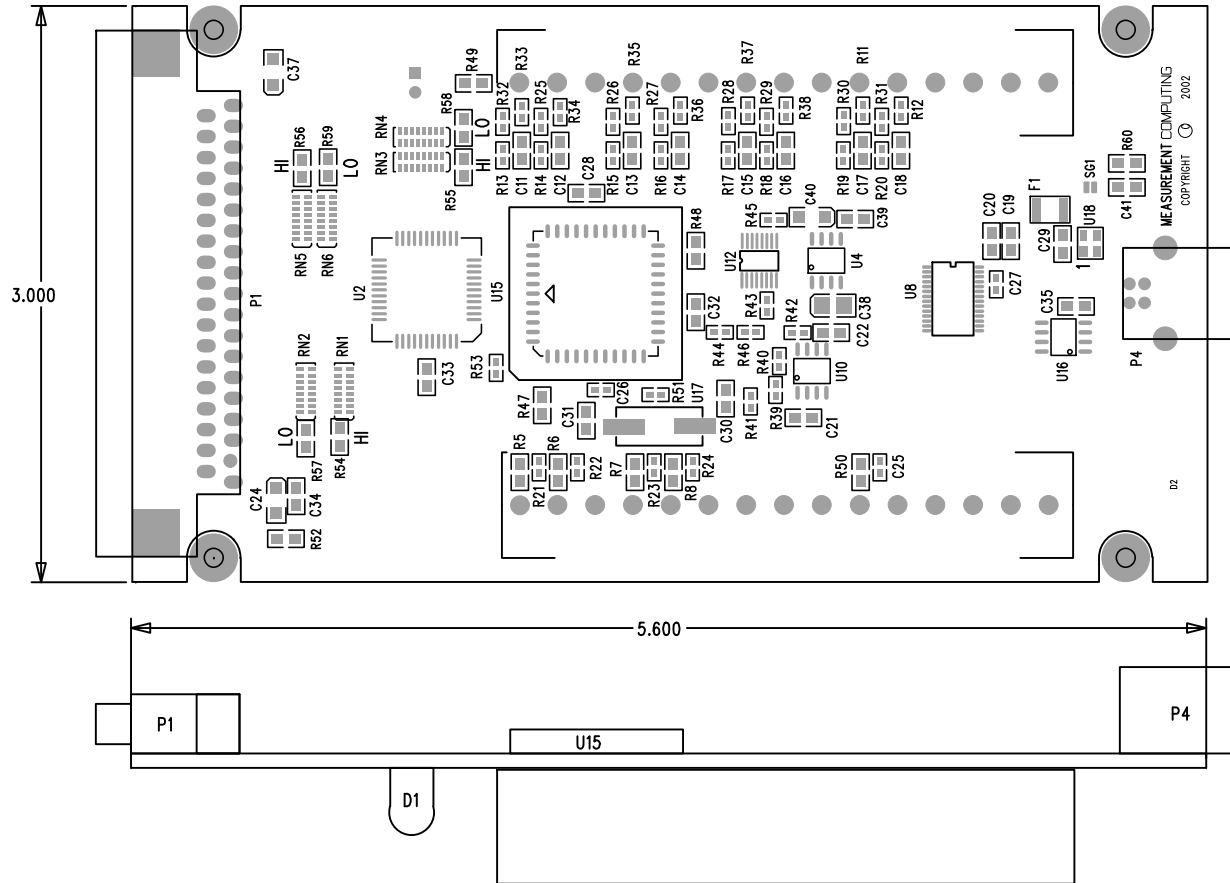 C37
R49
R33
R35
R37
R11
R58
LO
R32
R25
R34
R26
R27
R36
R28
R29
R38
R30
R31
R12
RN4
RN3
HI
R55
R56
R59
HI
LO
R13
C11
R14
C12
C28
R15
C13
R16
C14
R17
C15
R18
C16
R19
C17
R20
C18
MEASUREMENT COMPUTING
COPYRIGHT
2002
R60
C41
SG1
F1
U18
1
C29
C20
C19
C27
C35
U16
P4
U8
C40
C39
R45
U12
U4
R48
C32
R43
C38
R42
C22
R44
R46
R40
U10
R39
R41
C21
C30
U17
R51
C26
C31
R47
R53
C33
U15
U2
RN5
RN6
P1
3.000
RN2
RN1
LO
HI
R57
R54
C24
C34
R52
R5
R21
R6
R22
R7
R23
R8
R24
R50
C25
D2
5.600
P1
U15
P4
D1